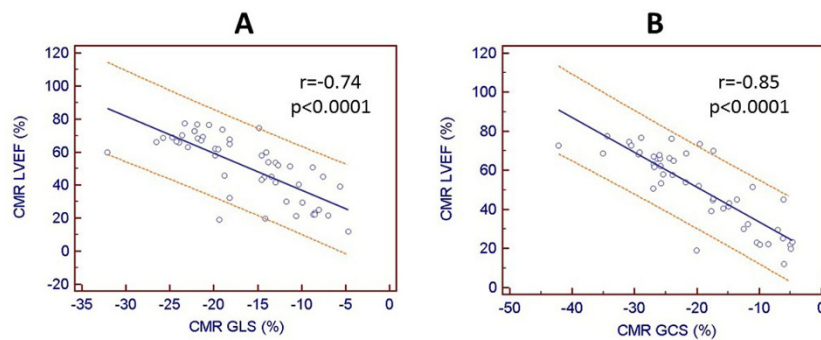 A
B
r=-0.74
p<0.0001
r=-0.85
p<0.0001
CMR LVEF (%)
120
100
80
60
40
20
0
20
-35
-30
-25
-20
-15
-10
-5
0
CMR GLS (%)
CMR LVEF (%)
120
100
80
60
40
20
0
-50
-40
-30
-20
-10
0
CMR GCS (%)